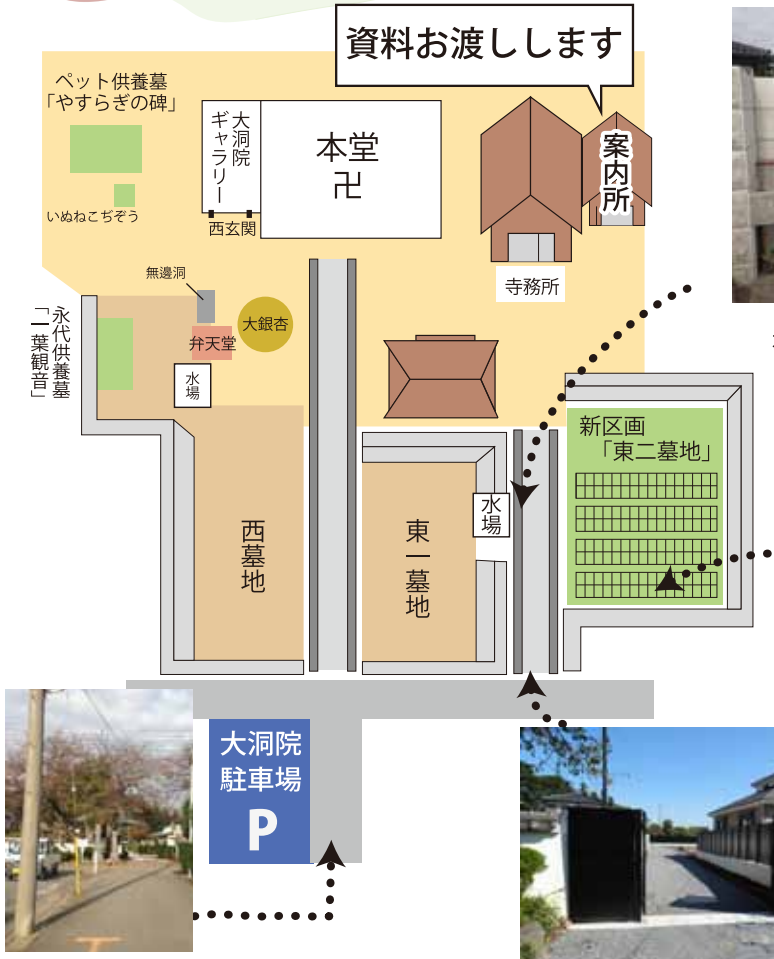 資料お渡しします
ペット供養墓
「やすらぎの碑」
いぬねこぢぞう
大洞院
ギャラリー
西玄関
本堂
卍
案内所
寺務所
無邊洞
大銀杏
弁天堂
水場
永代供養墓
「一葉観音」
西墓地
東一墓地
水場
新区画
「東二墓地」
大洞院
駐車場
P